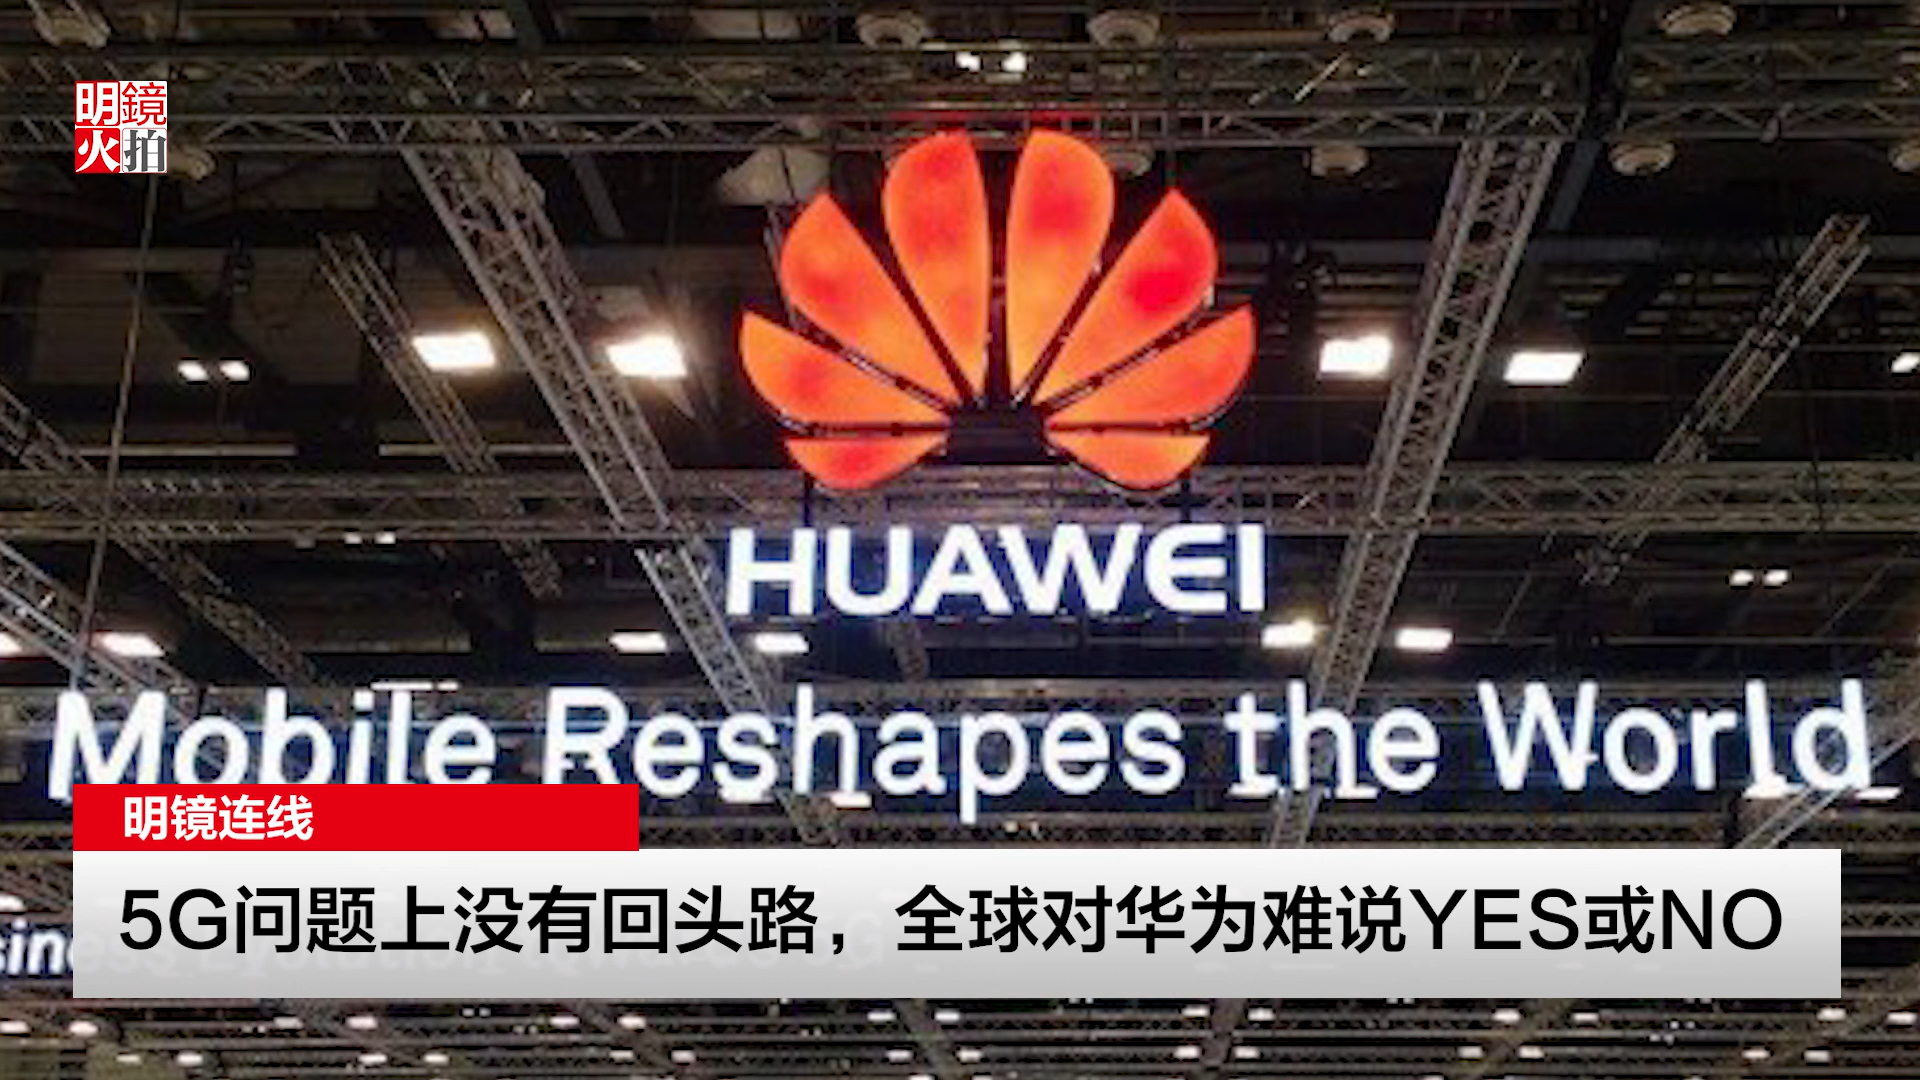 明鏡
火拍
HUAWEI
Mobile Reshapes the World
明镜连线
5G问题上没有回头路，全球对华为难说YES或NO